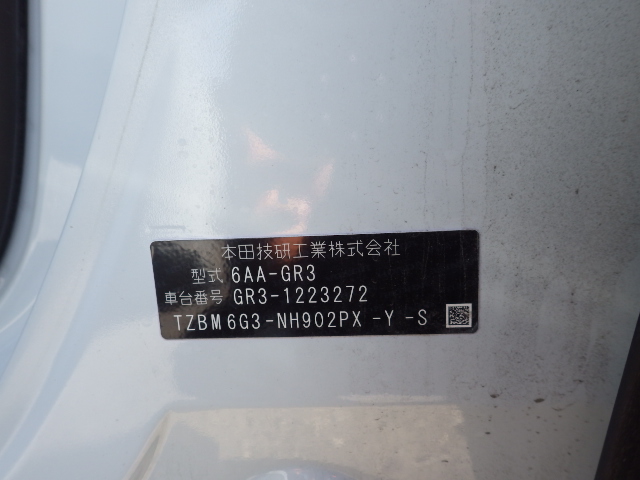 本田技研工業株式会社
型式 6AA-GR3
車台番号 GR3-1223272
TZBM6G3-NH902PX -Y -S